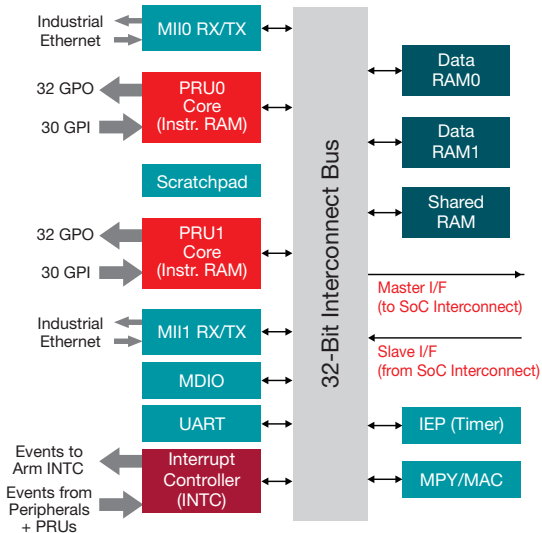 Industrial
Ethernet
MII0 RX/TX
32 GPO
30 GPI
PRU0
Core
(Instr. RAM)
Scratchpad
32 GPO
30 GPI
PRU1
Core
(Instr. RAM)
Industrial
Ethernet
MII1 RX/TX
MDIO
UART
Events to
Arm INTC
Events from
Peripherals
+ PRUs
Interrupt
Controller
(INTC)
32-Bit Interconnect Bus
Data
RAM0
Data
RAM1
Shared
RAM
Master I/F
(to SoC Interconnect)
Slave I/F
(from SoC Interconnect)
IEP (Timer)
MPY/MAC